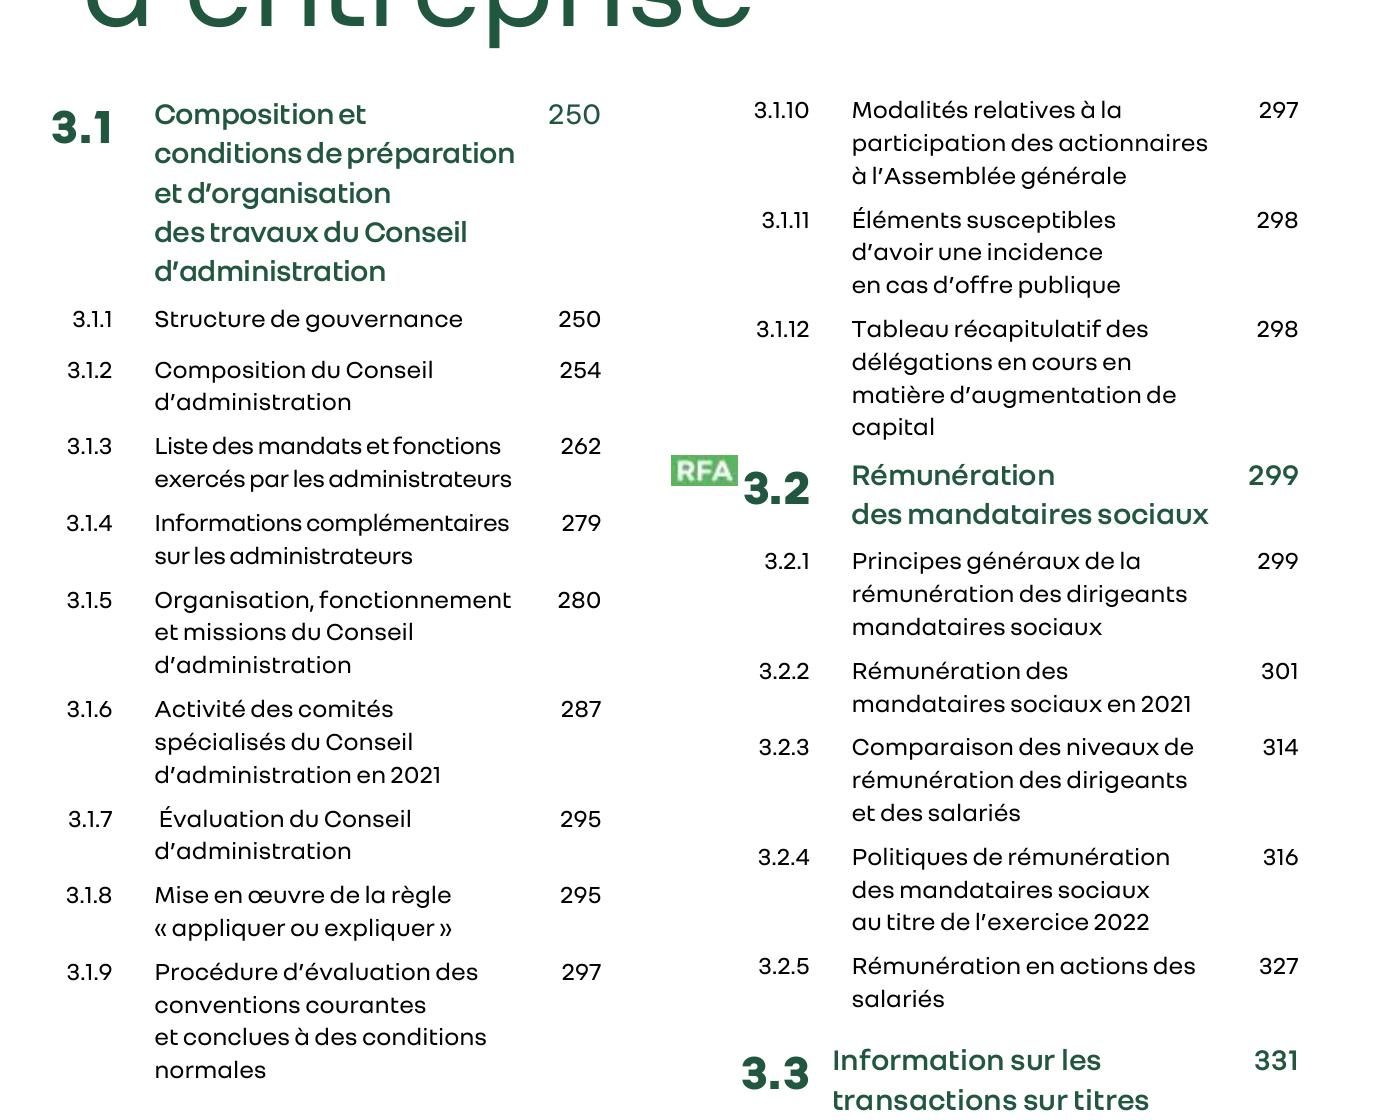 d'entreprise
3.1 Composition et 250
conditions de préparation
et d’organisation
des travaux du Conseil
d’administration
3.1.1 Structure de gouvernance 250
3.1.2 Composition du Conseil 254
d’administration
3.1.3 Liste des mandats et fonctions 262
exercés par les administrateurs
3.1.4 Informations complémentaires 279
sur les administrateurs
3.1.5 Organisation, fonctionnement 280
et missions du Conseil
d’administration
3.1.6 Activité des comités 287
spécialisés du Conseil
d’administration en 2021
3.1.7 Évaluation du Conseil 295
d’administration
3.1.8 Mise en œuvre de la règle 295
« appliquer ou expliquer »
3.1.9 Procédure d’évaluation des 297
conventions courantes
et conclues à des conditions
normales
3.1.10 Modalités relatives à la 297
participation des actionnaires
à l’Assemblée générale
3.1.11 Éléments susceptibles 298
d’avoir une incidence
en cas d’offre publique
3.1.12 Tableau récapitulatif des 298
délégations en cours en
matière d’augmentation de
capital
RFA 3.2 Rémunération 299
des mandataires sociaux
3.2.1 Principes généraux de la 299
rémunération des dirigeants
mandataires sociaux
3.2.2 Rémunération des 301
mandataires sociaux en 2021
3.2.3 Comparaison des niveaux de 314
rémunération des dirigeants
et des salariés
3.2.4 Politiques de rémunération 316
des mandataires sociaux
au titre de l’exercice 2022
3.2.5 Rémunération en actions des 327
salariés
3.3 Information sur les 331
transactions sur titres